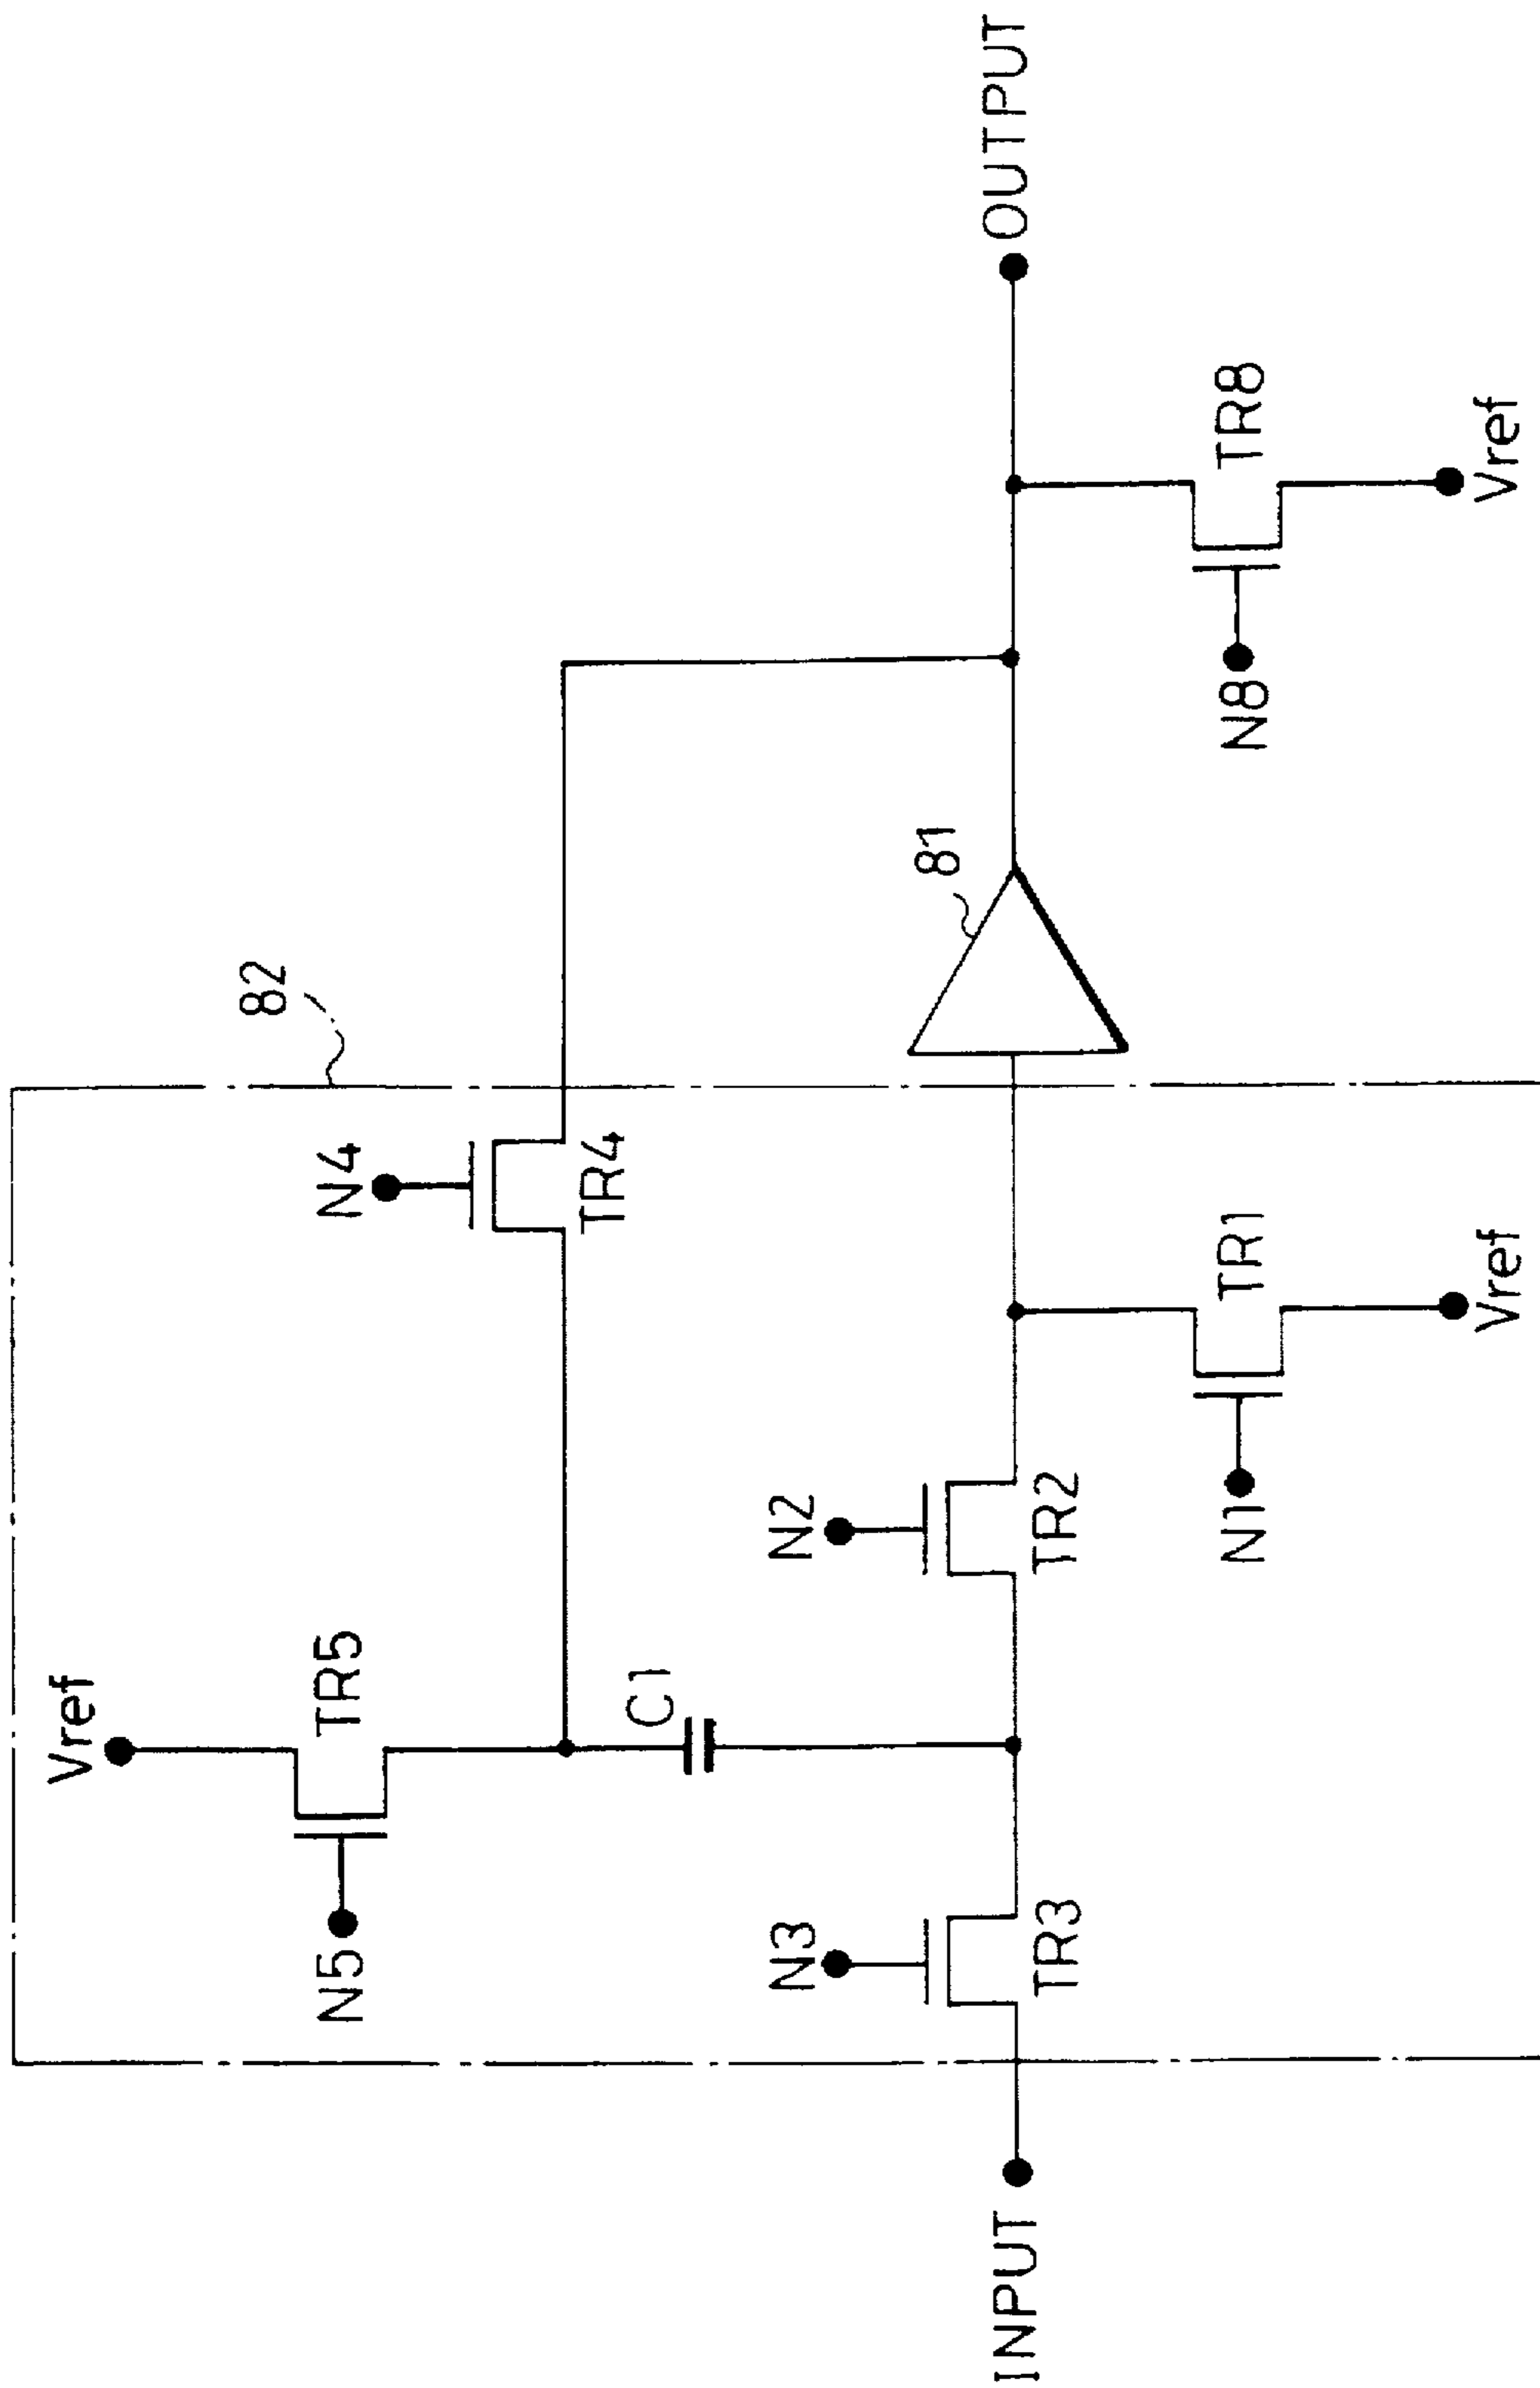 Vref
N5
TR5
N4
TR4
82
C1
N3
TR3
N2
TR2
81
INPUT
OUTPUT
N1
TR1
N8
TR8
Vref
Vref